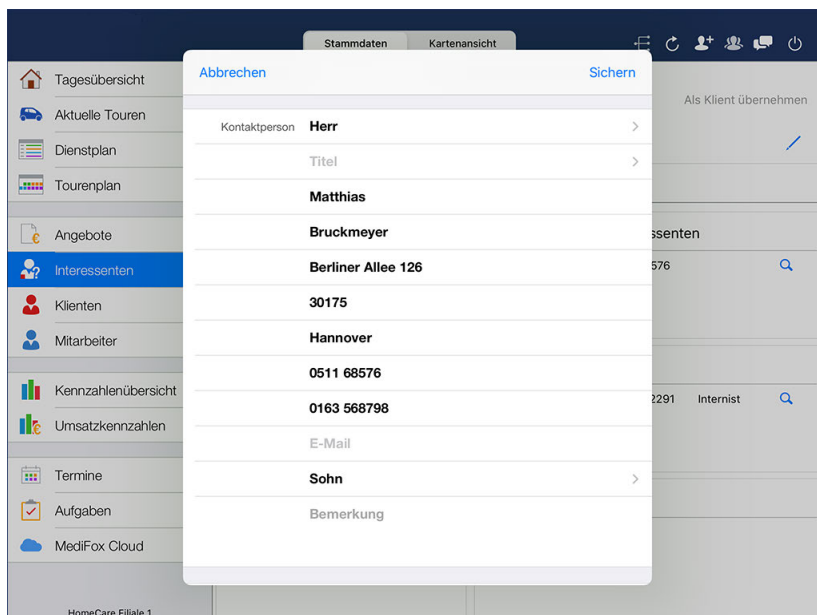 Stammdaten Kartenansicht
Abbrechen Sichern
Als Klient übernehmen
Tagesübersicht
Aktuelle Touren
Dienstplan
Tourenplan
Angebote
Interessenten
Klienten
Mitarbeiter
Kennzahlenübersicht
Umsatzkennzahlen
Termine
Aufgaben
MediFox Cloud
HomeCare Filiale 1
Kontaktperson Herr
Titel
Matthias
Bruckmeyer
Berliner Allee 126
30175
Hannover
0511 68576
0163 568798
E-Mail
Sohn
Bemerkung
ssenten
576
2291 Internist